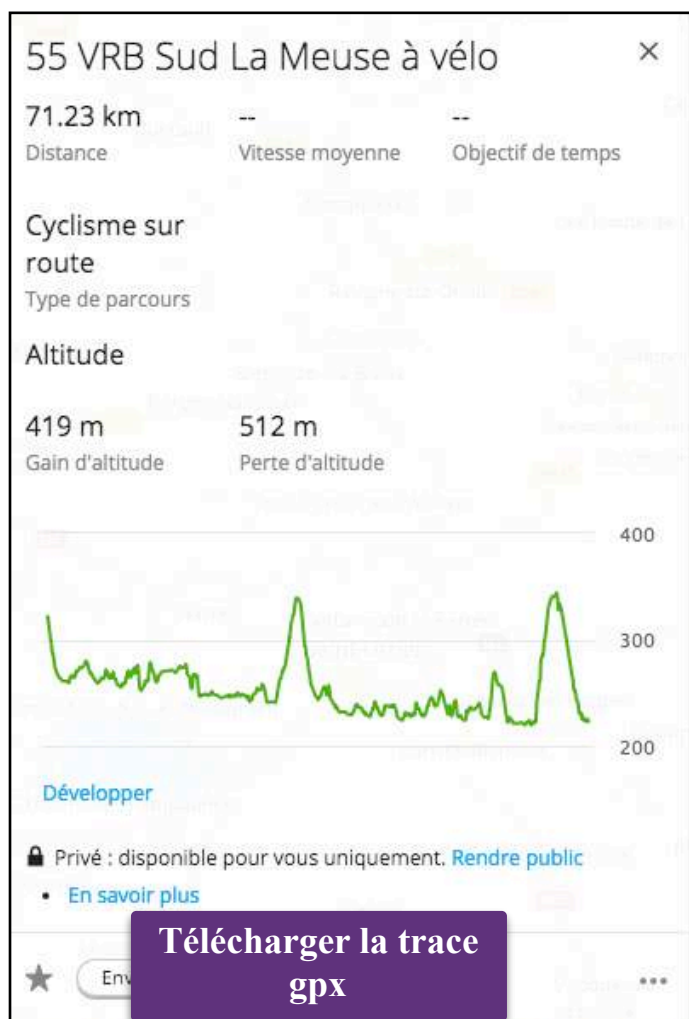 55 VRB Sud La Meuse à vélo ×
71.23 km -- --
Distance Vitesse moyenne Objectif de temps
Cyclisme sur
route
Type de parcours
Altitude
419 m 512 m
Gain d'altitude Perte d'altitude
400
300
200
Développer
Privé : disponible pour vous uniquement. Rendre public
• En savoir plus
Télécharger la trace
gpx
Env